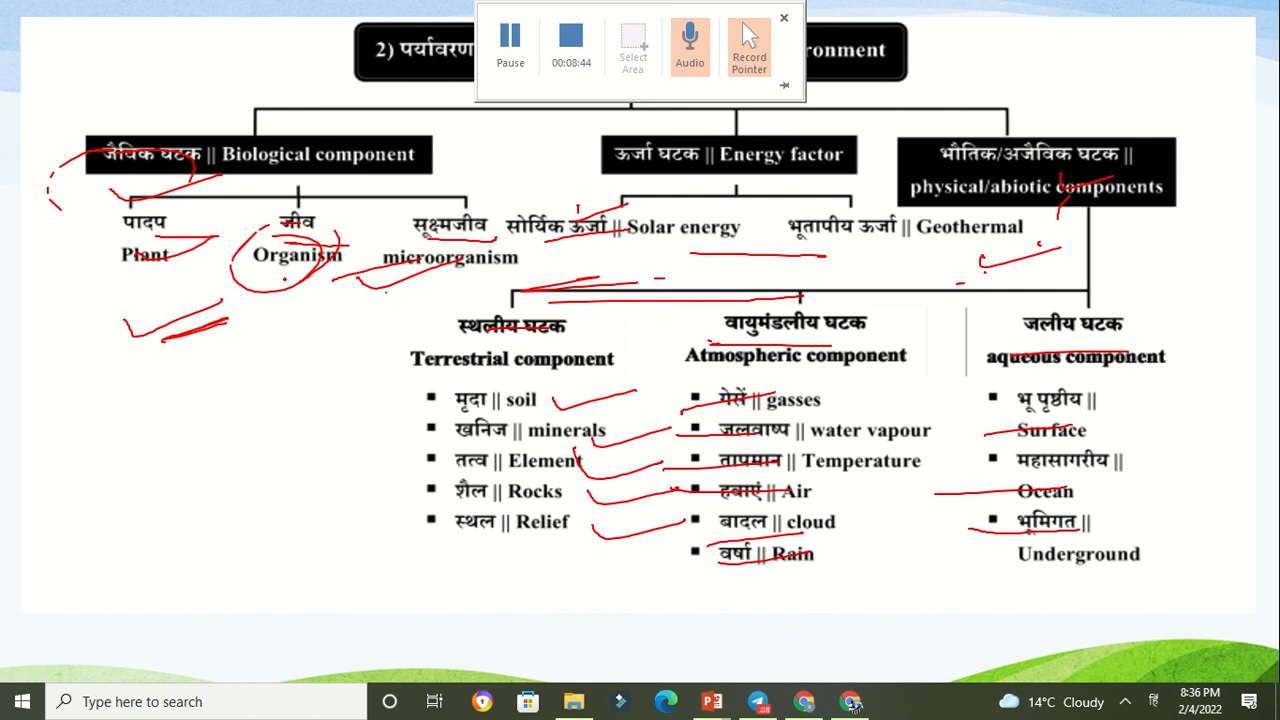 2) पर्यावरण
ronment
Pause
00:08:44
Select
Area
Audio
Record
Pointer
जैविक घटक || Biological component
ऊर्जा घटक || Energy factor
भौतिक/अजैविक घटक ||
physical/abiotic components
पादप
Plant
जीव
Organism
सूक्ष्मजीव
microorganism
सोर्यिक ऊर्जा || Solar energy
भूतापीय ऊर्जा || Geothermal
स्थलीय घटक
Terrestrial component
▪ मृदा || soil
▪ खनिज || minerals
▪ तत्व || Element
▪ शैल || Rocks
▪ स्थल || Relief
वायुमंडलीय घटक
Atmospheric component
▪ गेसें || gasses
▪ जलवाष्प || water vapour
▪ तापमान || Temperature
▪ हबाएं || Air
▪ बादल || cloud
▪ वर्षा || Rain
जलीय घटक
aqueous component
▪ भू पृष्ठीय ||
Surface
▪ महासागरीय ||
Ocean
▪ भूमिगत ||
Underground
Type here to search
.08
14°C Cloudy
हिं
8:36 PM
2/4/2022